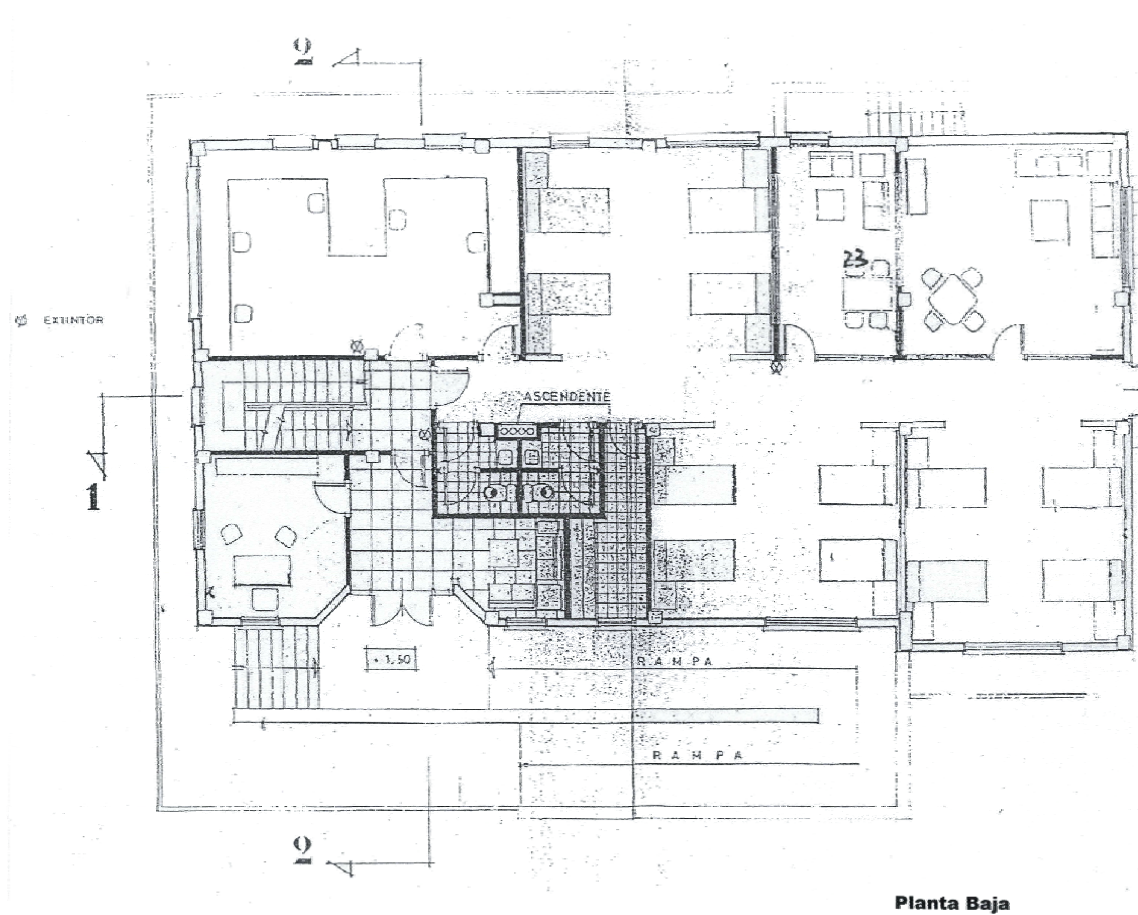 2
23
EXTINTOR
ASCENDENTE
1
+ 1,50
RAMPA
RAMPA
2
Planta Baja